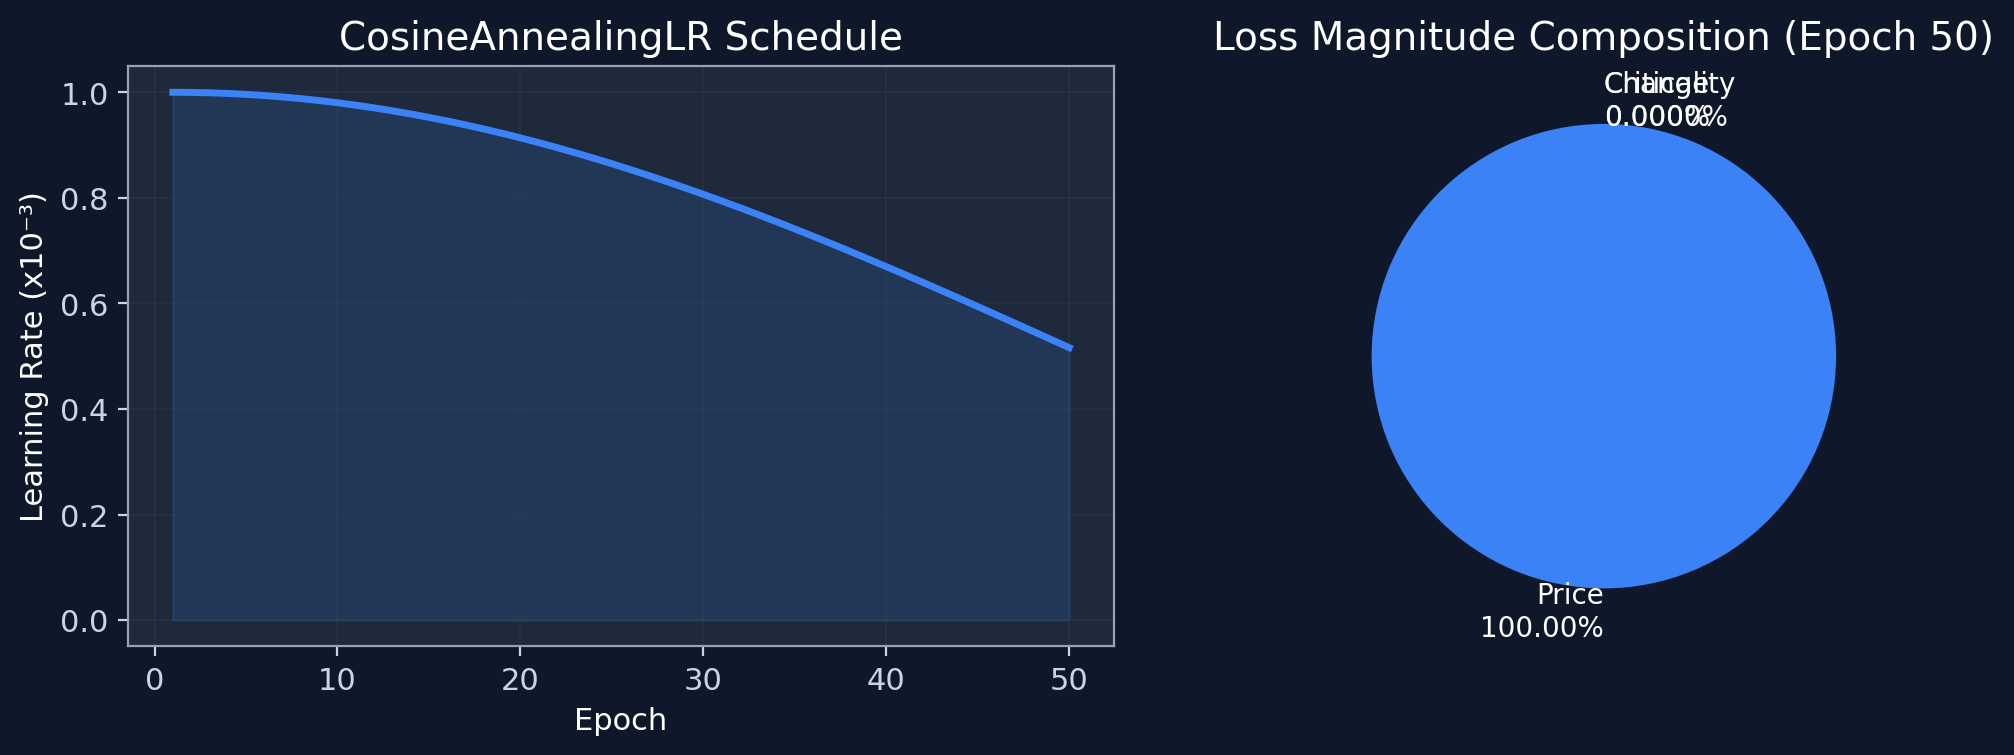 CosineAnnealingLR Schedule
Learning Rate (x10⁻³)
1.0
0.8
0.6
0.4
0.2
0.0
0
10
20
30
40
50
Epoch
Loss Magnitude Composition (Epoch 50)
Price
100.00%